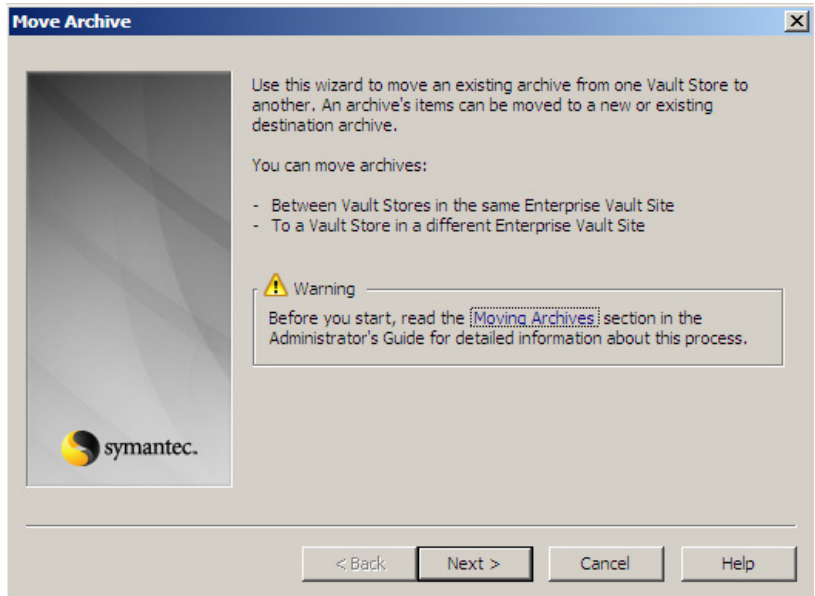 Move Archive
Use this wizard to move an existing archive from one Vault Store to
another. An archive's items can be moved to a new or existing
destination archive.
You can move archives:
- Between Vault Stores in the same Enterprise Vault Site
- To a Vault Store in a different Enterprise Vault Site
Warning
Before you start, read the Moving Archives section in the
Administrator's Guide for detailed information about this process.
symantec.
< Back
Next >
Cancel
Help